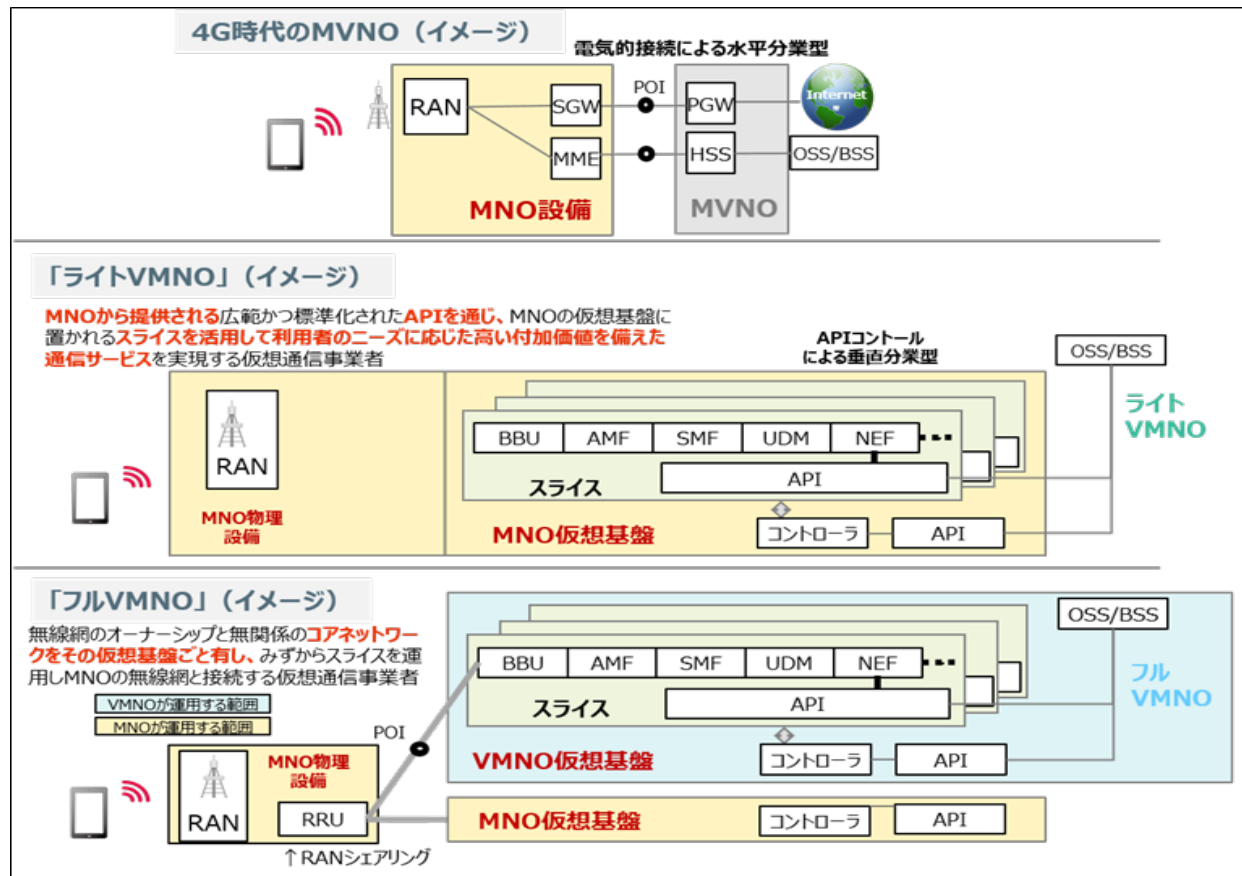 4G時代のMVNO（イメージ）
電気的接続による水平分業型
RAN
SGW
MME
POI
PGW
HSS
Internet
OSS/BSS
MNO設備
MVNO
「ライトVMNO」（イメージ）
MNOから提供される広範かつ標準化されたAPIを通じ、MNOの仮想基盤に
置かれるスライスを活用して利用者のニーズに応じた高い付加価値を備えた
通信サービスを実現する仮想通信事業者
APIコントール
による垂直分業型
OSS/BSS
ライト
VMNO
RAN
MNO物理
設備
BBU AMF SMF UDM NEF
API
スライス
MNO仮想基盤
コントローラ
API
「フルVMNO」（イメージ）
無線網のオーナーシップと無関係のコアネットワー
クをその仮想基盤ごと有し、みずからスライスを運
用しMNOの無線網と接続する仮想通信事業者
VMNOが運用する範囲
MNOが運用する範囲
POI
MNO物理
設備
RAN
RRU
↑RANシェアリング
BBU AMF SMF UDM NEF
API
スライス
VMNO仮想基盤
コントローラ
API
OSS/BSS
フル
VMNO
MNO仮想基盤
コントローラ
API